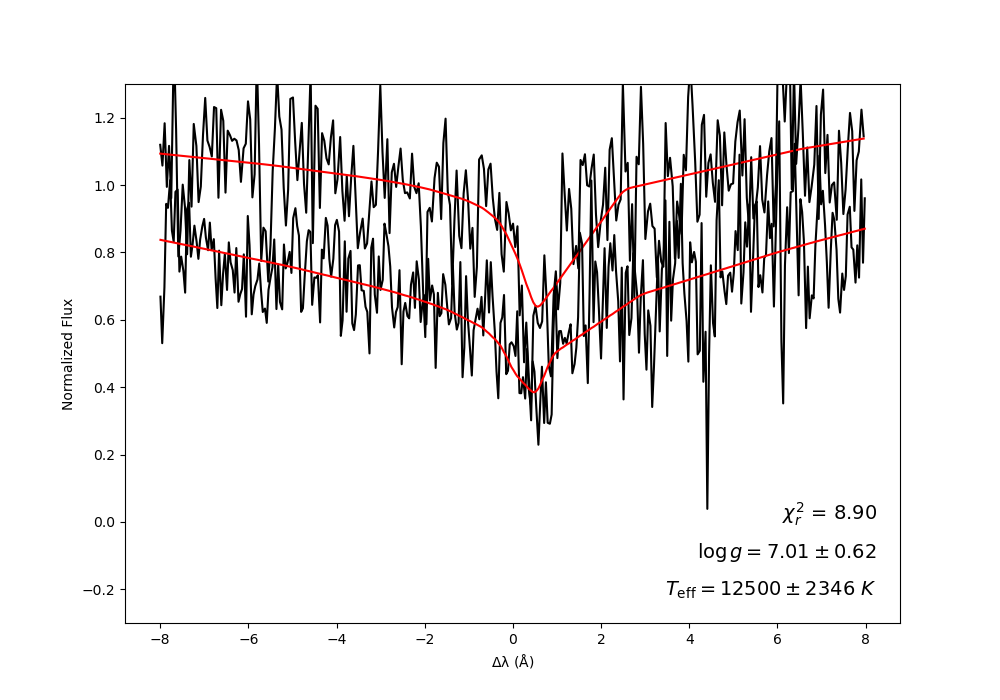 1.2
1.0
0.8
0.6
0.4
0.2
0.0
−0.2
Normalized Flux
χ²ᵣ = 8.90
log g = 7.01 ± 0.62
T_eff = 12500 ± 2346 K
−8 −6 −4 −2 0 2 4 6 8
Δλ (Å)